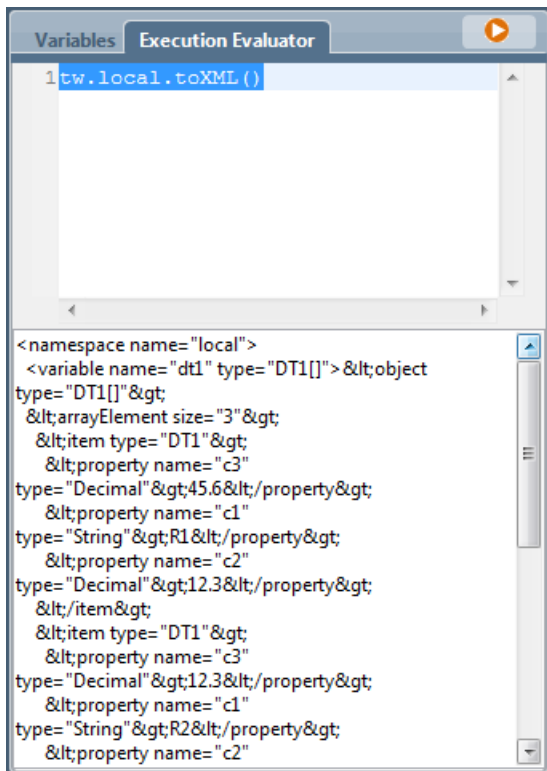 Variables Execution Evaluator
1 tw.local.toXML()
<namespace name="local">
<variable name="dt1" type="DT1[]">&lt;object
type="DT1[]"&gt;
&lt;arrayElement size="3"&gt;
&lt;item type="DT1"&gt;
&lt;property name="c3"
type="Decimal"&gt;45.6&lt;/property&gt;
&lt;property name="c1"
type="String"&gt;R1&lt;/property&gt;
&lt;property name="c2"
type="Decimal"&gt;12.3&lt;/property&gt;
&lt;/item&gt;
&lt;item type="DT1"&gt;
&lt;property name="c3"
type="Decimal"&gt;12.3&lt;/property&gt;
&lt;property name="c1"
type="String"&gt;R2&lt;/property&gt;
&lt;property name="c2"